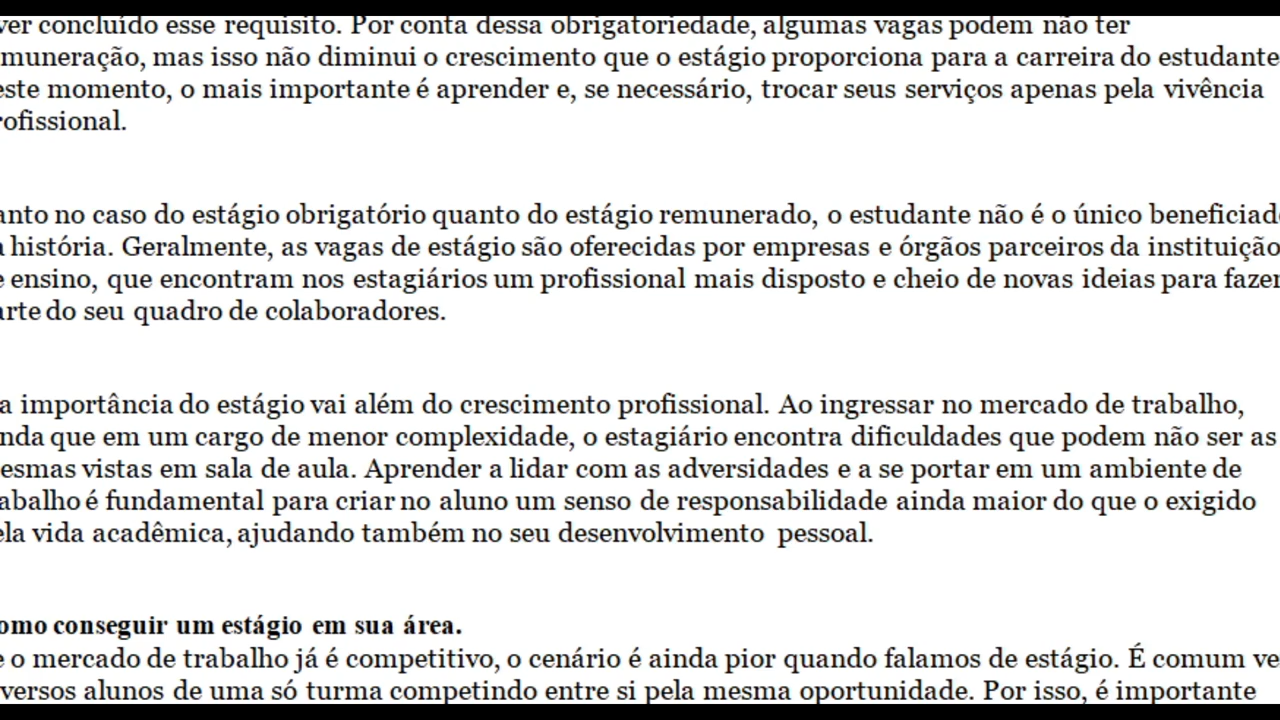 ver concluído esse requisito. Por conta dessa obrigatoriedade, algumas vagas podem não ter
muneração, mas isso não diminui o crescimento que o estágio proporciona para a carreira do estudante
este momento, o mais importante é aprender e, se necessário, trocar seus serviços apenas pela vivência
rofissional.
anto no caso do estágio obrigatório quanto do estágio remunerado, o estudante não é o único beneficiad
a história. Geralmente, as vagas de estágio são oferecidas por empresas e órgãos parceiros da instituição
e ensino, que encontram nos estagiários um profissional mais disposto e cheio de novas ideias para fazer
arte do seu quadro de colaboradores.
a importância do estágio vai além do crescimento profissional. Ao ingressar no mercado de trabalho,
nda que em um cargo de menor complexidade, o estagiário encontra dificuldades que podem não ser as
esmas vistas em sala de aula. Aprender a lidar com as adversidades e a se portar em um ambiente de
abalho é fundamental para criar no aluno um senso de responsabilidade ainda maior do que o exigido
ela vida acadêmica, ajudando também no seu desenvolvimento pessoal.
omo conseguir um estágio em sua área.
e o mercado de trabalho já é competitivo, o cenário é ainda pior quando falamos de estágio. É comum ve
versos alunos de uma só turma competindo entre si pela mesma oportunidade. Por isso, é importante